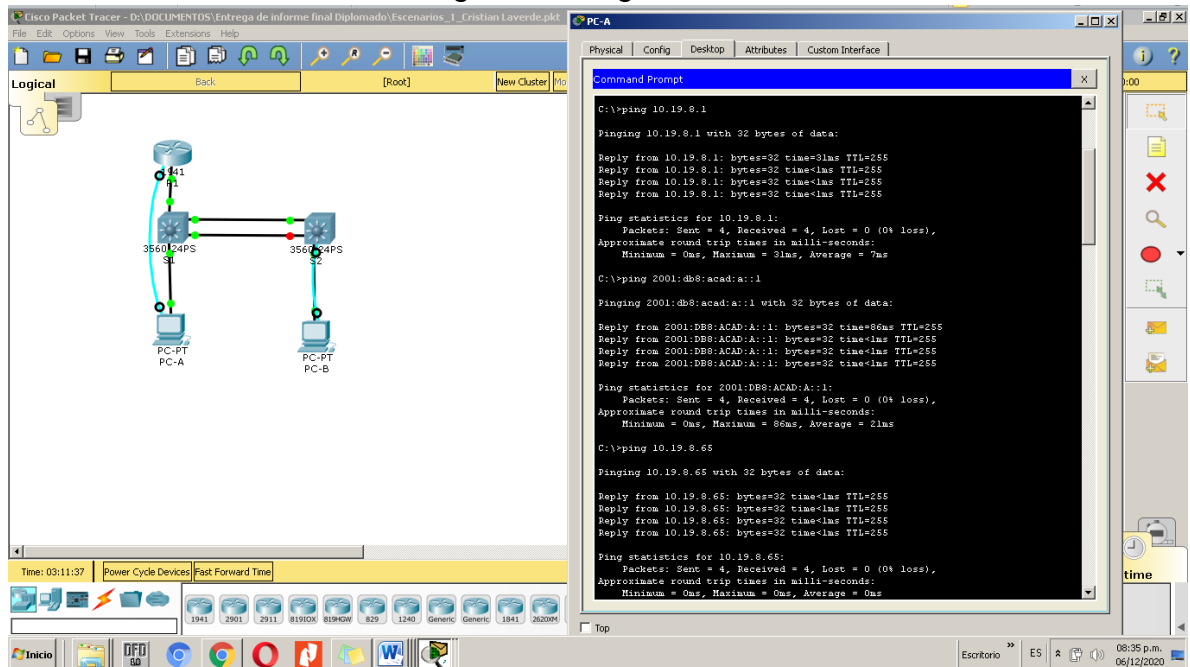 Cisco Packet Tracer - D:\DOCUMENTOS\Entrega de informe final Diplomado\Escenarios_1_Cristian Laverde.pkt
File Edit Options View Tools Extensions Help
Logical
Back
[Root]
New Cluster
1941
R1
3560-24PS
S1
3560-24PS
S2
PC-PT
PC-A
PC-PT
PC-B
PC-A
Physical Config Desktop Attributes Custom Interface
Command Prompt
X
C:\>ping 10.19.8.1
Pinging 10.19.8.1 with 32 bytes of data:
Reply from 10.19.8.1: bytes=32 time=31ms TTL=255
Reply from 10.19.8.1: bytes=32 time<1ms TTL=255
Reply from 10.19.8.1: bytes=32 time<1ms TTL=255
Reply from 10.19.8.1: bytes=32 time<1ms TTL=255
Ping statistics for 10.19.8.1:
Packets: Sent = 4, Received = 4, Lost = 0 (0% loss),
Approximate round trip times in milli-seconds:
Minimum = 0ms, Maximum = 31ms, Average = 7ms
C:\>ping 2001:db8:acad:a::1
Pinging 2001:db8:acad:a::1 with 32 bytes of data:
Reply from 2001:DB8:ACAD:A::1: bytes=32 time=86ms TTL=255
Reply from 2001:DB8:ACAD:A::1: bytes=32 time<1ms TTL=255
Reply from 2001:DB8:ACAD:A::1: bytes=32 time<1ms TTL=255
Reply from 2001:DB8:ACAD:A::1: bytes=32 time<1ms TTL=255
Ping statistics for 2001:DB8:ACAD:A::1:
Packets: Sent = 4, Received = 4, Lost = 0 (0% loss),
Approximate round trip times in milli-seconds:
Minimum = 0ms, Maximum = 86ms, Average = 21ms
C:\>ping 10.19.8.65
Pinging 10.19.8.65 with 32 bytes of data:
Reply from 10.19.8.65: bytes=32 time<1ms TTL=255
Reply from 10.19.8.65: bytes=32 time<1ms TTL=255
Reply from 10.19.8.65: bytes=32 time<1ms TTL=255
Reply from 10.19.8.65: bytes=32 time<1ms TTL=255
Ping statistics for 10.19.8.65:
Packets: Sent = 4, Received = 4, Lost = 0 (0% loss),
Approximate round trip times in milli-seconds:
Minimum = 0ms, Maximum = 0ms, Average = 0ms
Top
Time: 03:11:37 Power Cycle Devices Fast Forward Time
time
1941 2901 2911 819IOX 819HGW 829 1240 Generic Generic 1841 2620XM
Inicio
Escritorio
ES
08:35 p.m.
06/12/2020